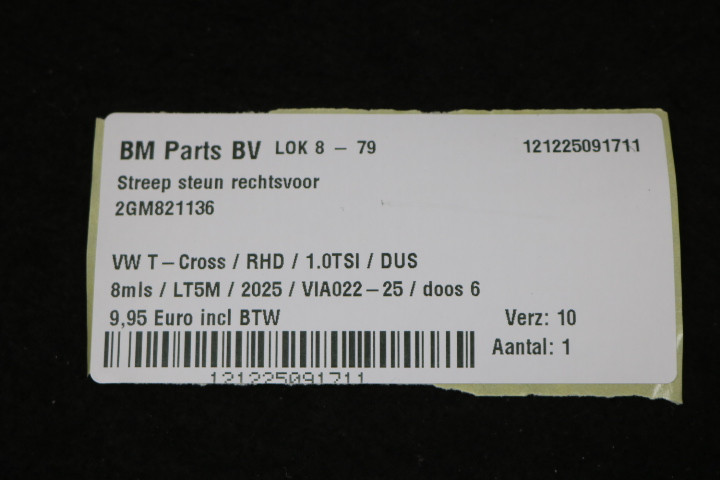 BM Parts BV LOK 8 - 79 121225091711
Streep steun rechtsvoor
2GM821136
VW T-Cross / RHD / 1.0TSI / DUS
8mls / LT5M / 2025 / VIA022-25 / doos 6
9,95 Euro incl BTW Verz: 10
Aantal: 1
121225091711